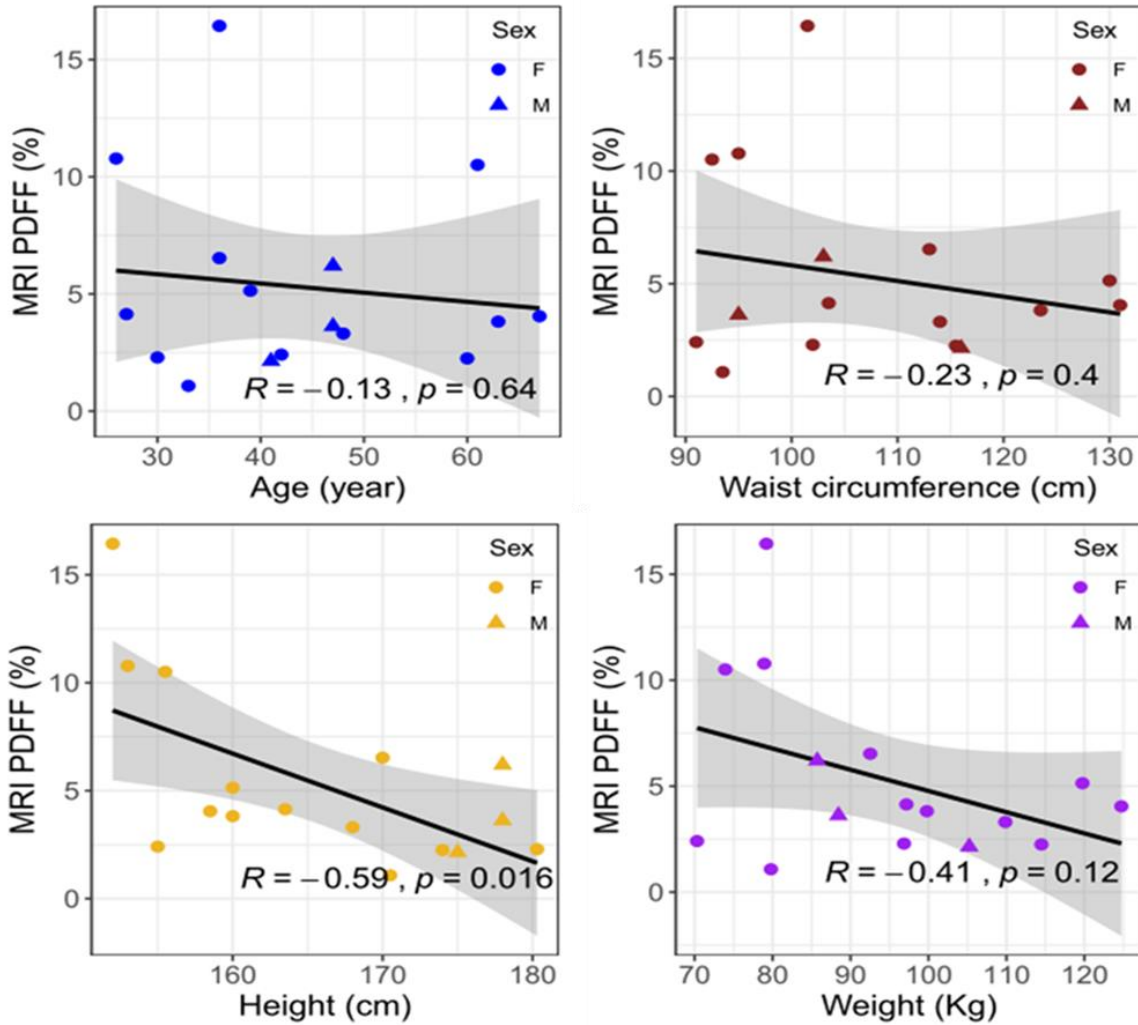 MRI PDFF (%)
15
10
5
0
Sex
F
M
R = −0.13 , p = 0.64
30 40 50 60
Age (year)
MRI PDFF (%)
15
10
5
0
Sex
F
M
R = −0.23 , p = 0.4
90 100 110 120 130
Waist circumference (cm)
MRI PDFF (%)
15
10
5
0
Sex
F
M
R = −0.59 , p = 0.016
160 170 180
Height (cm)
MRI PDFF (%)
15
10
5
0
Sex
F
M
R = −0.41 , p = 0.12
70 80 90 100 110 120
Weight (Kg)